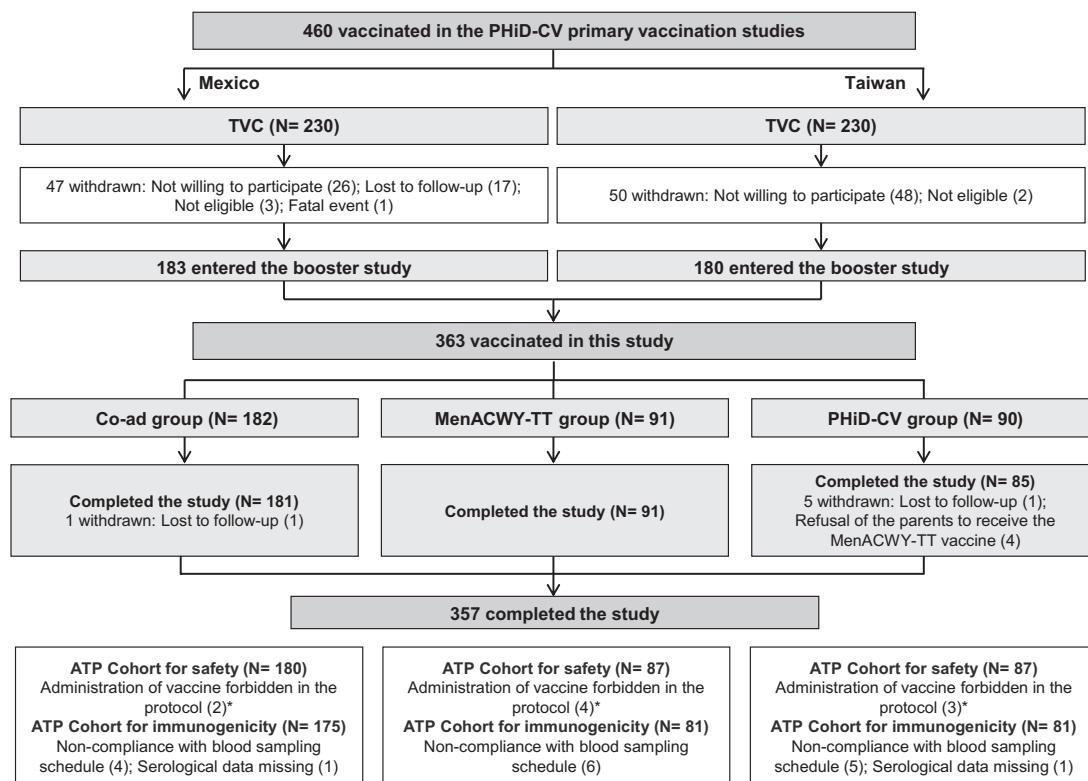 460 vaccinated in the PHiD-CV primary vaccination studies
Mexico
Taiwan
TVC (N= 230)
TVC (N= 230)
47 withdrawn: Not willing to participate (26); Lost to follow-up (17);
Not eligible (3); Fatal event (1)
50 withdrawn: Not willing to participate (48); Not eligible (2)
183 entered the booster study
180 entered the booster study
363 vaccinated in this study
Co-ad group (N= 182)
MenACWY-TT group (N= 91)
PHiD-CV group (N= 90)
Completed the study (N= 181)
1 withdrawn: Lost to follow-up (1)
Completed the study (N= 91)
Completed the study (N= 85)
5 withdrawn: Lost to follow-up (1);
Refusal of the parents to receive the
MenACWY-TT vaccine (4)
357 completed the study
ATP Cohort for safety (N= 180)
Administration of vaccine forbidden in the
protocol (2)*
ATP Cohort for immunogenicity (N= 175)
Non-compliance with blood sampling
schedule (4); Serological data missing (1)
ATP Cohort for safety (N= 87)
Administration of vaccine forbidden in the
protocol (4)*
ATP Cohort for immunogenicity (N= 81)
Non-compliance with blood sampling
schedule (6)
ATP Cohort for safety (N= 87)
Administration of vaccine forbidden in the
protocol (3)*
ATP Cohort for immunogenicity (N= 81)
Non-compliance with blood sampling
schedule (5); Serological data missing (1)